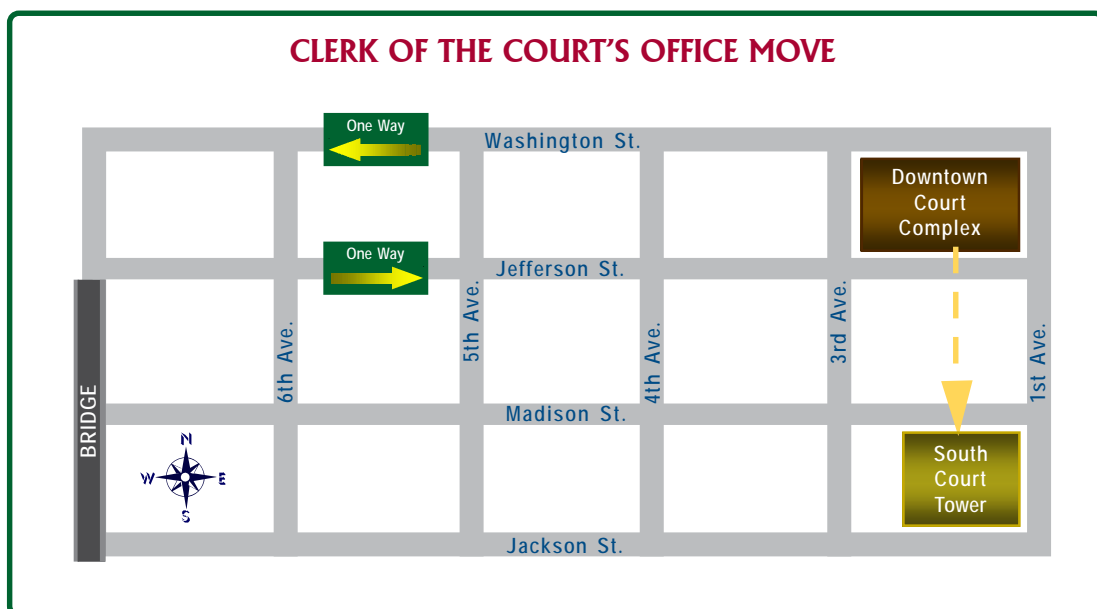 CLERK OF THE COURT'S OFFICE MOVE
One Way
Washington St.
Downtown
Court
Complex
One Way
Jefferson St.
6th Ave.
5th Ave.
4th Ave.
3rd Ave.
1st Ave.
BRIDGE
Madison St.
N
W
E
S
South
Court
Tower
Jackson St.